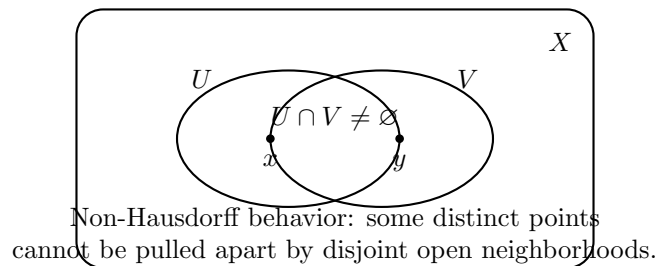 X
U
V
U ∩ V ≠ ∅
x
y
Non-Hausdorff behavior: some distinct points
cannot be pulled apart by disjoint open neighborhoods.